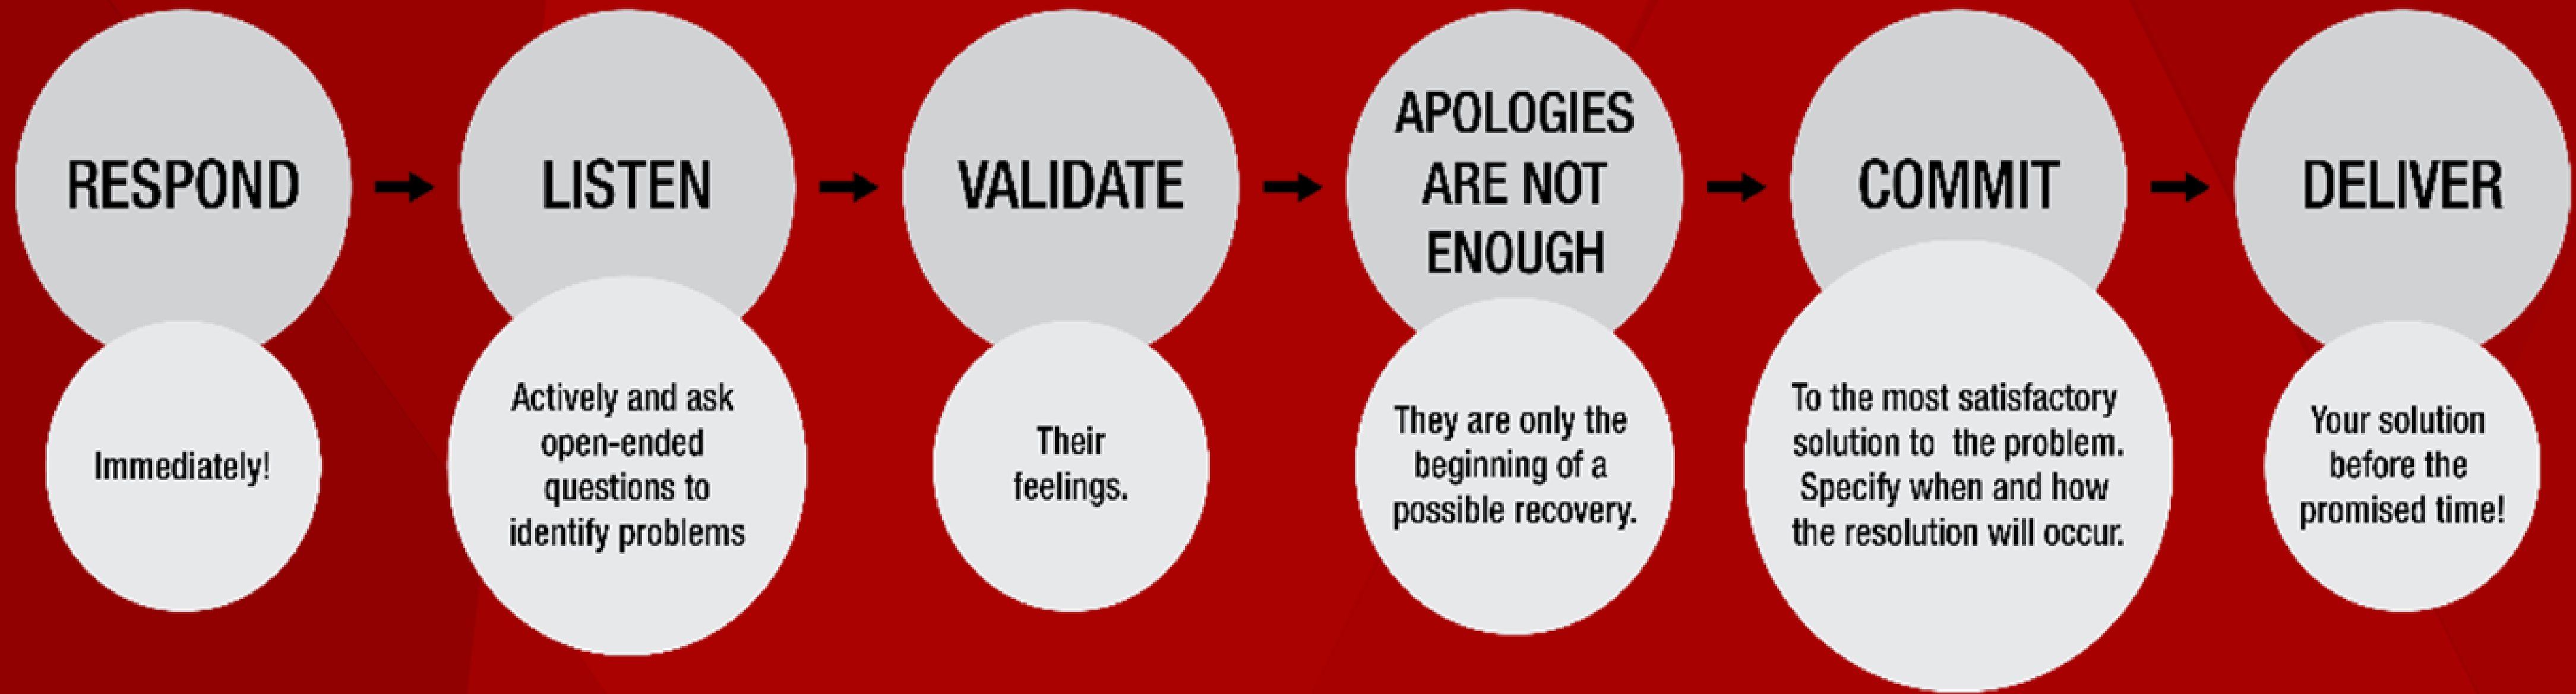 RESPOND
Immediately!
LISTEN
Actively and ask
open-ended
questions to
identify problems
VALIDATE
Their
feelings.
APOLOGIES
ARE NOT
ENOUGH
They are only the
beginning of a
possible recovery.
COMMIT
To the most satisfactory
solution to the problem.
Specify when and how
the resolution will occur.
DELIVER
Your solution
before the
promised time!